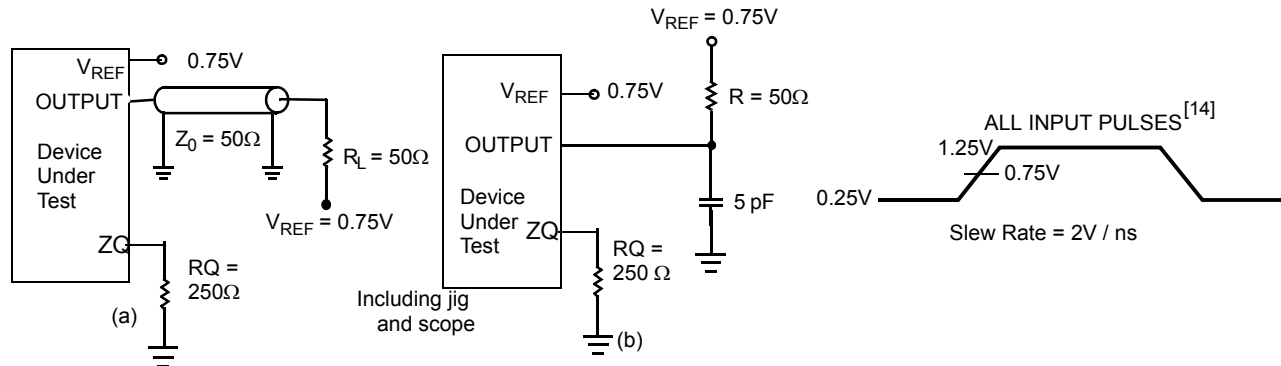 V_REF
0.75V
OUTPUT
Z_0 = 50Ω
Device
Under
Test
R_L = 50Ω
V_REF = 0.75V
ZQ
RQ =
250Ω
(a)
V_REF = 0.75V
V_REF
0.75V
R = 50Ω
OUTPUT
Device
Under
Test
5 pF
ZQ
RQ =
250 Ω
Including jig
and scope
(b)
ALL INPUT PULSES[14]
1.25V
0.75V
0.25V
Slew Rate = 2V / ns